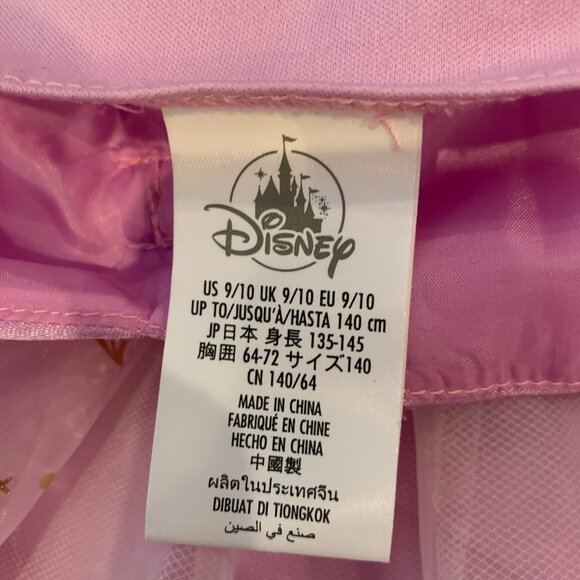 Disney
US 9/10 UK 9/10 EU 9/10
UP TO/JUSQU'À/HASTA 140 cm
JP日本 身長 135-145
胸囲 64-72 サイズ140
CN 140/64
MADE IN CHINA
FABRIQUÉ EN CHINE
HECHO EN CHINA
中國製
ผลิตในประเทศจีน
DIBUAT DI TIONGKOK
صنع في الصين